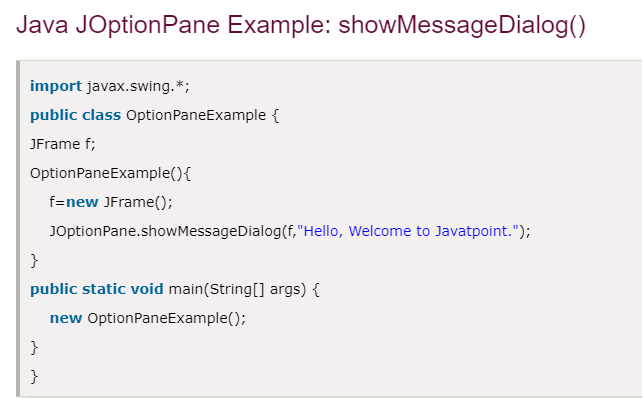 Java JOptionPane Example: showMessageDialog()
import javax.swing.*;
public class OptionPaneExample {
JFrame f;
OptionPaneExample(){
    f=new JFrame();
    JOptionPane.showMessageDialog(f,"Hello, Welcome to Javatpoint.");
}
public static void main(String[] args) {
    new OptionPaneExample();
}
}